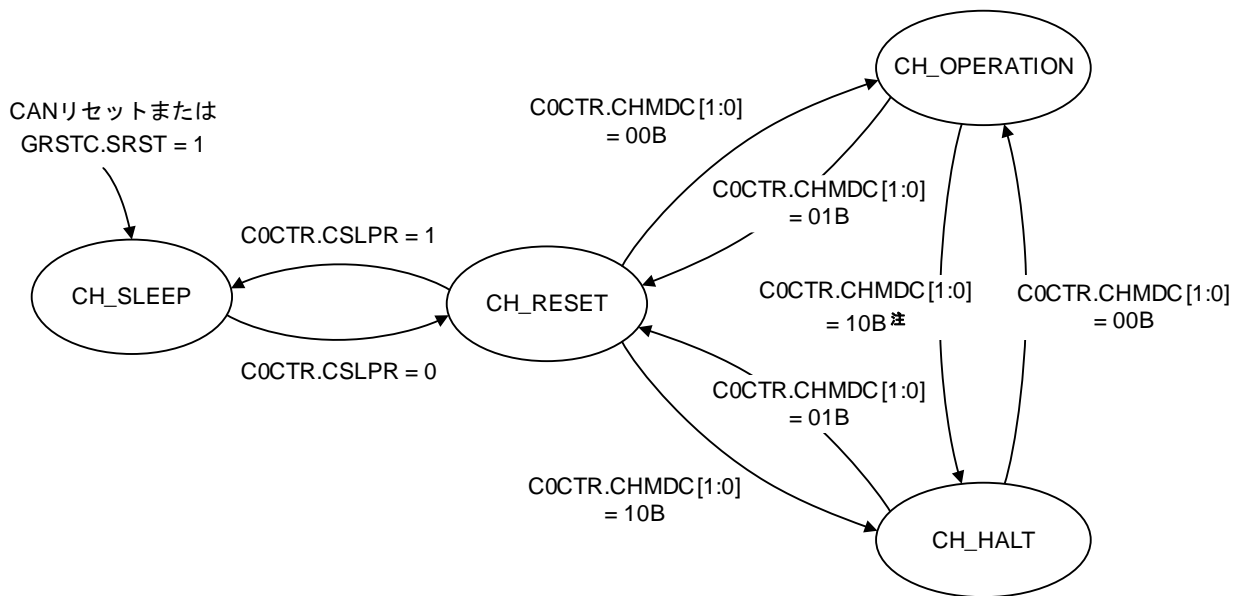 CH_OPERATION
CANリセットまたは
GRSTC.SRST = 1
C0CTR.CHMDC[1:0]
= 00B
C0CTR.CHMDC[1:0]
= 01B
C0CTR.CSLPR = 1
CH_SLEEP
CH_RESET
C0CTR.CHMDC[1:0]
= 10B注
C0CTR.CHMDC[1:0]
= 00B
C0CTR.CSLPR = 0
C0CTR.CHMDC[1:0]
= 01B
C0CTR.CHMDC[1:0]
= 10B
CH_HALT